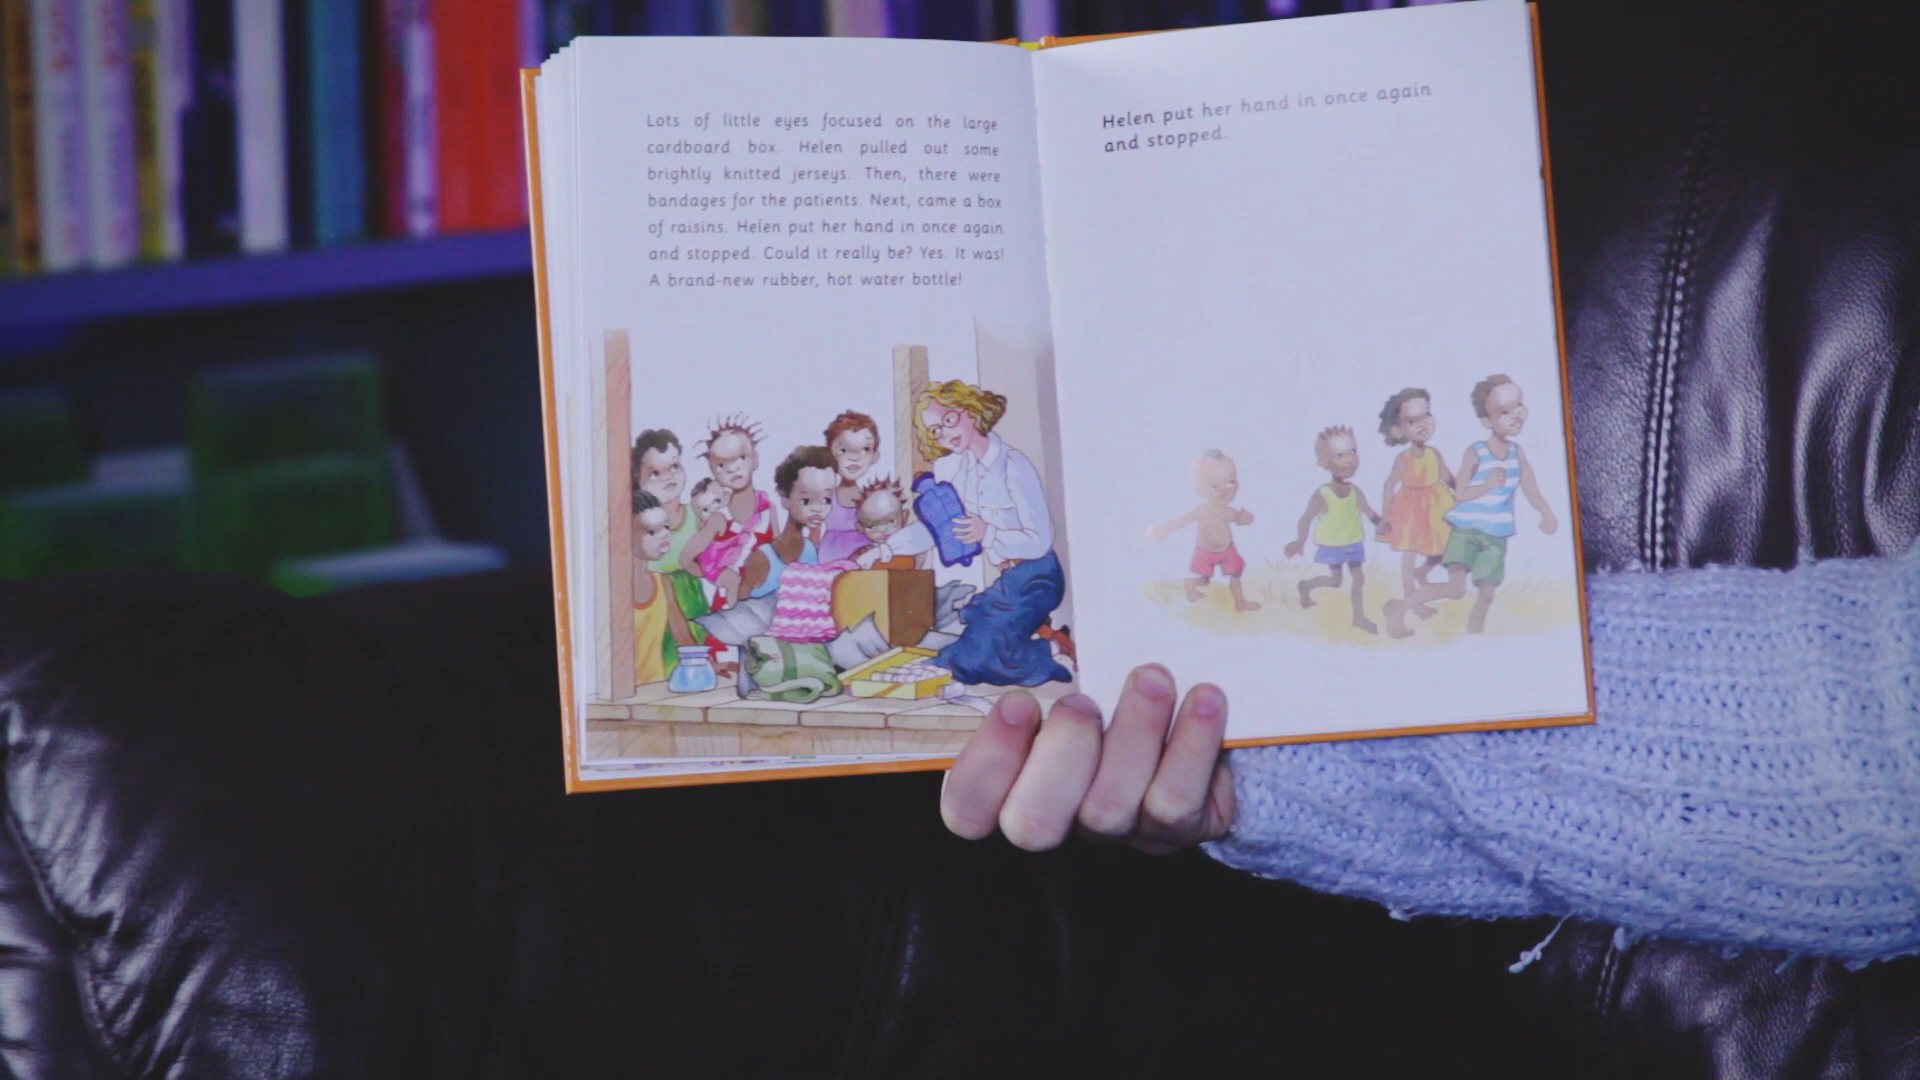 Lots of little eyes focused on the large
cardboard box. Helen pulled out some
brightly knitted jerseys. Then, there were
bandages for the patients. Next, came a box
of raisins. Helen put her hand in once again
and stopped. Could it really be? Yes. It was!
A brand-new rubber, hot water bottle!
Helen put her hand in once again
and stopped.